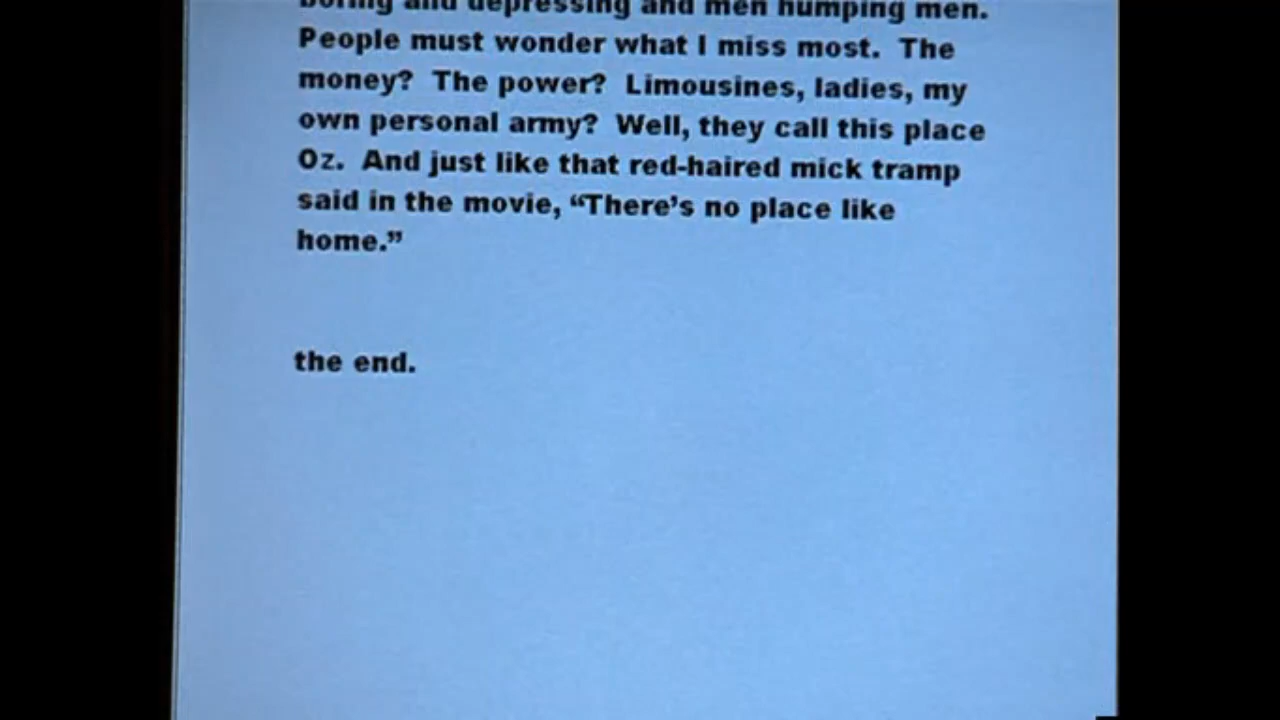 boring and depressing and men humping men.
People must wonder what I miss most.  The
money?  The power?  Limousines, ladies, my
own personal army?  Well, they call this place
Oz.  And just like that red-haired mick tramp
said in the movie, “There’s no place like
home.”
the end.